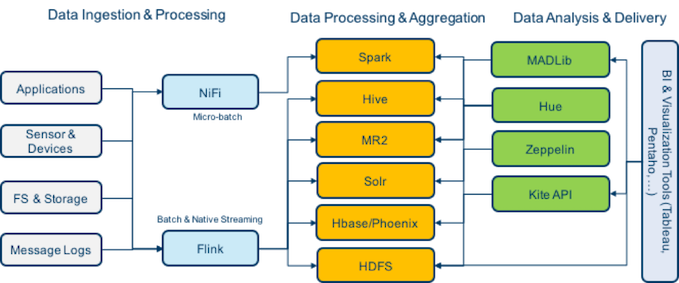 Data Ingestion & Processing
Data Processing & Aggregation
Data Analysis & Delivery
Applications
Sensor &
Devices
FS & Storage
Message Logs
NiFi
Micro-batch
Batch & Native Streaming
Flink
Spark
Hive
MR2
Solr
Hbase/Phoenix
HDFS
MADLib
Hue
Zeppelin
Kite API
BI & Visualization Tools (Tableau,
Pentaho,…)